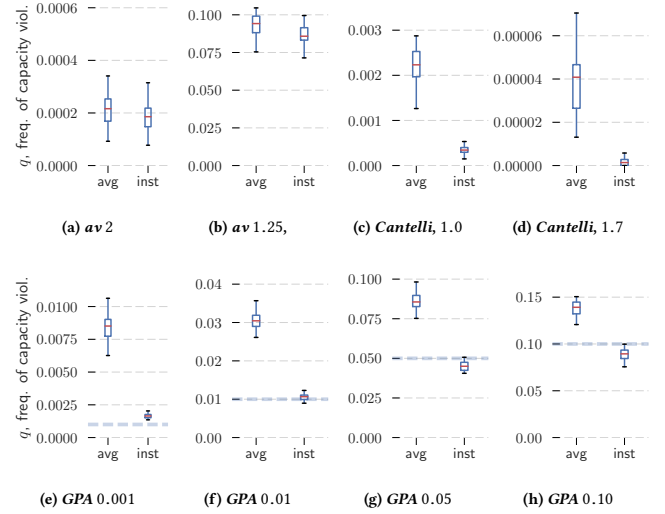 q, freq. of capacity viol.
0.0006
0.0004
0.0002
0.0000
avg inst
(a) av 2
0.100
0.075
0.050
0.025
0.000
avg inst
(b) av 1.25,
0.003
0.002
0.001
0.000
avg inst
(c) Cantelli, 1.0
0.00006
0.00004
0.00002
0.00000
avg inst
(d) Cantelli, 1.7
q, freq. of capacity viol.
0.0100
0.0075
0.0050
0.0025
0.0000
avg inst
(e) GPA 0.001
0.04
0.03
0.02
0.01
0.00
avg inst
(f) GPA 0.01
0.100
0.075
0.050
0.025
0.000
avg inst
(g) GPA 0.05
0.15
0.10
0.05
0.00
avg inst
(h) GPA 0.10